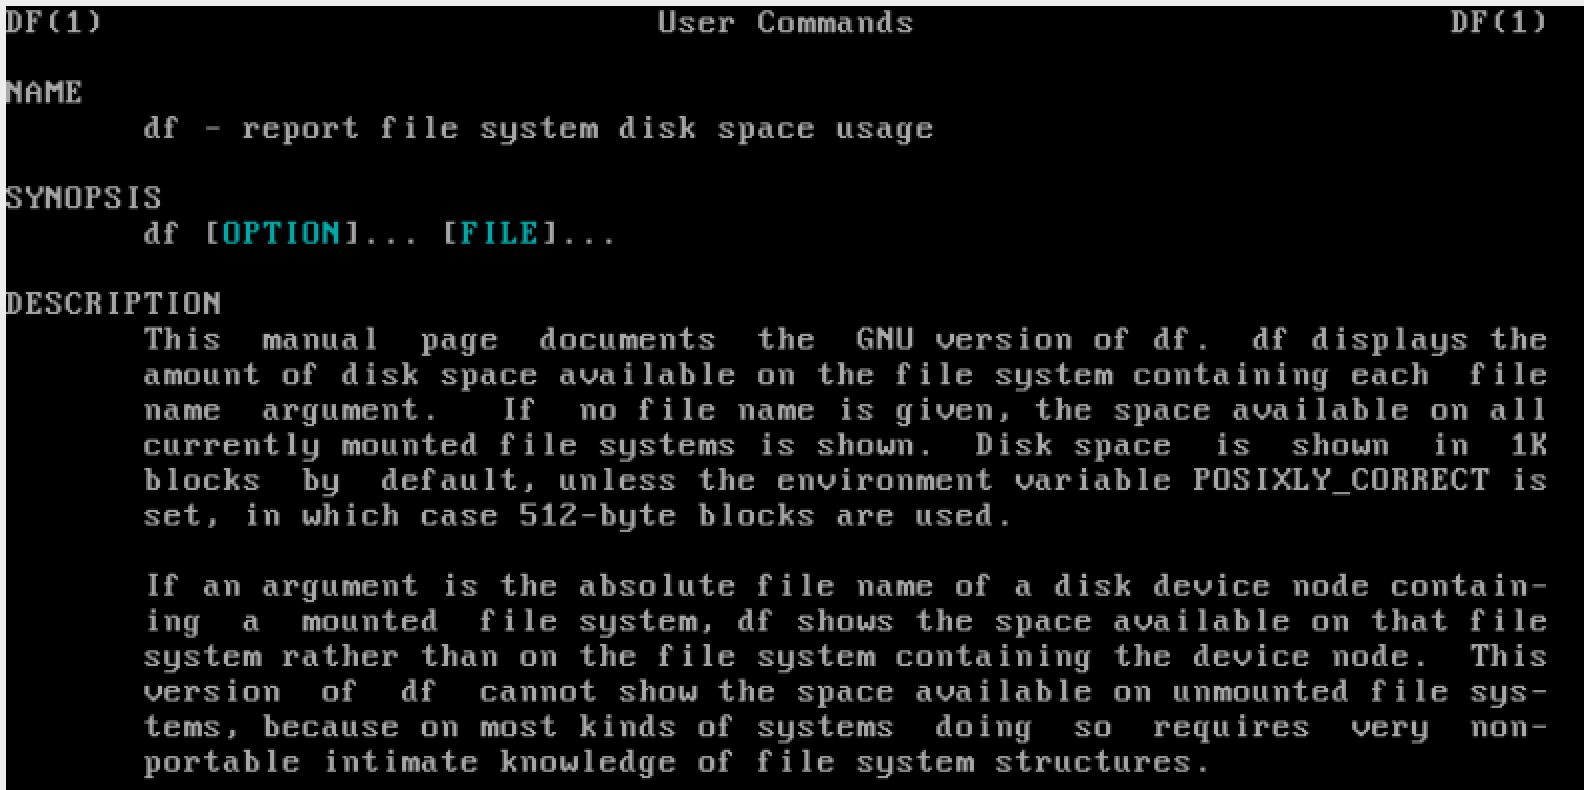 DF(1) User Commands DF(1)
NAME
df - report file system disk space usage
SYNOPSIS
df [OPTION]... [FILE]...
DESCRIPTION
This manual page documents the GNU version of df. df displays the
amount of disk space available on the file system containing each file
name argument. If no file name is given, the space available on all
currently mounted file systems is shown. Disk space is shown in 1K
blocks by default, unless the environment variable POSIXLY_CORRECT is
set, in which case 512-byte blocks are used.
If an argument is the absolute file name of a disk device node contain-
ing a mounted file system, df shows the space available on that file
system rather than on the file system containing the device node. This
version of df cannot show the space available on unmounted file sys-
tems, because on most kinds of systems doing so requires very non-
portable intimate knowledge of file system structures.